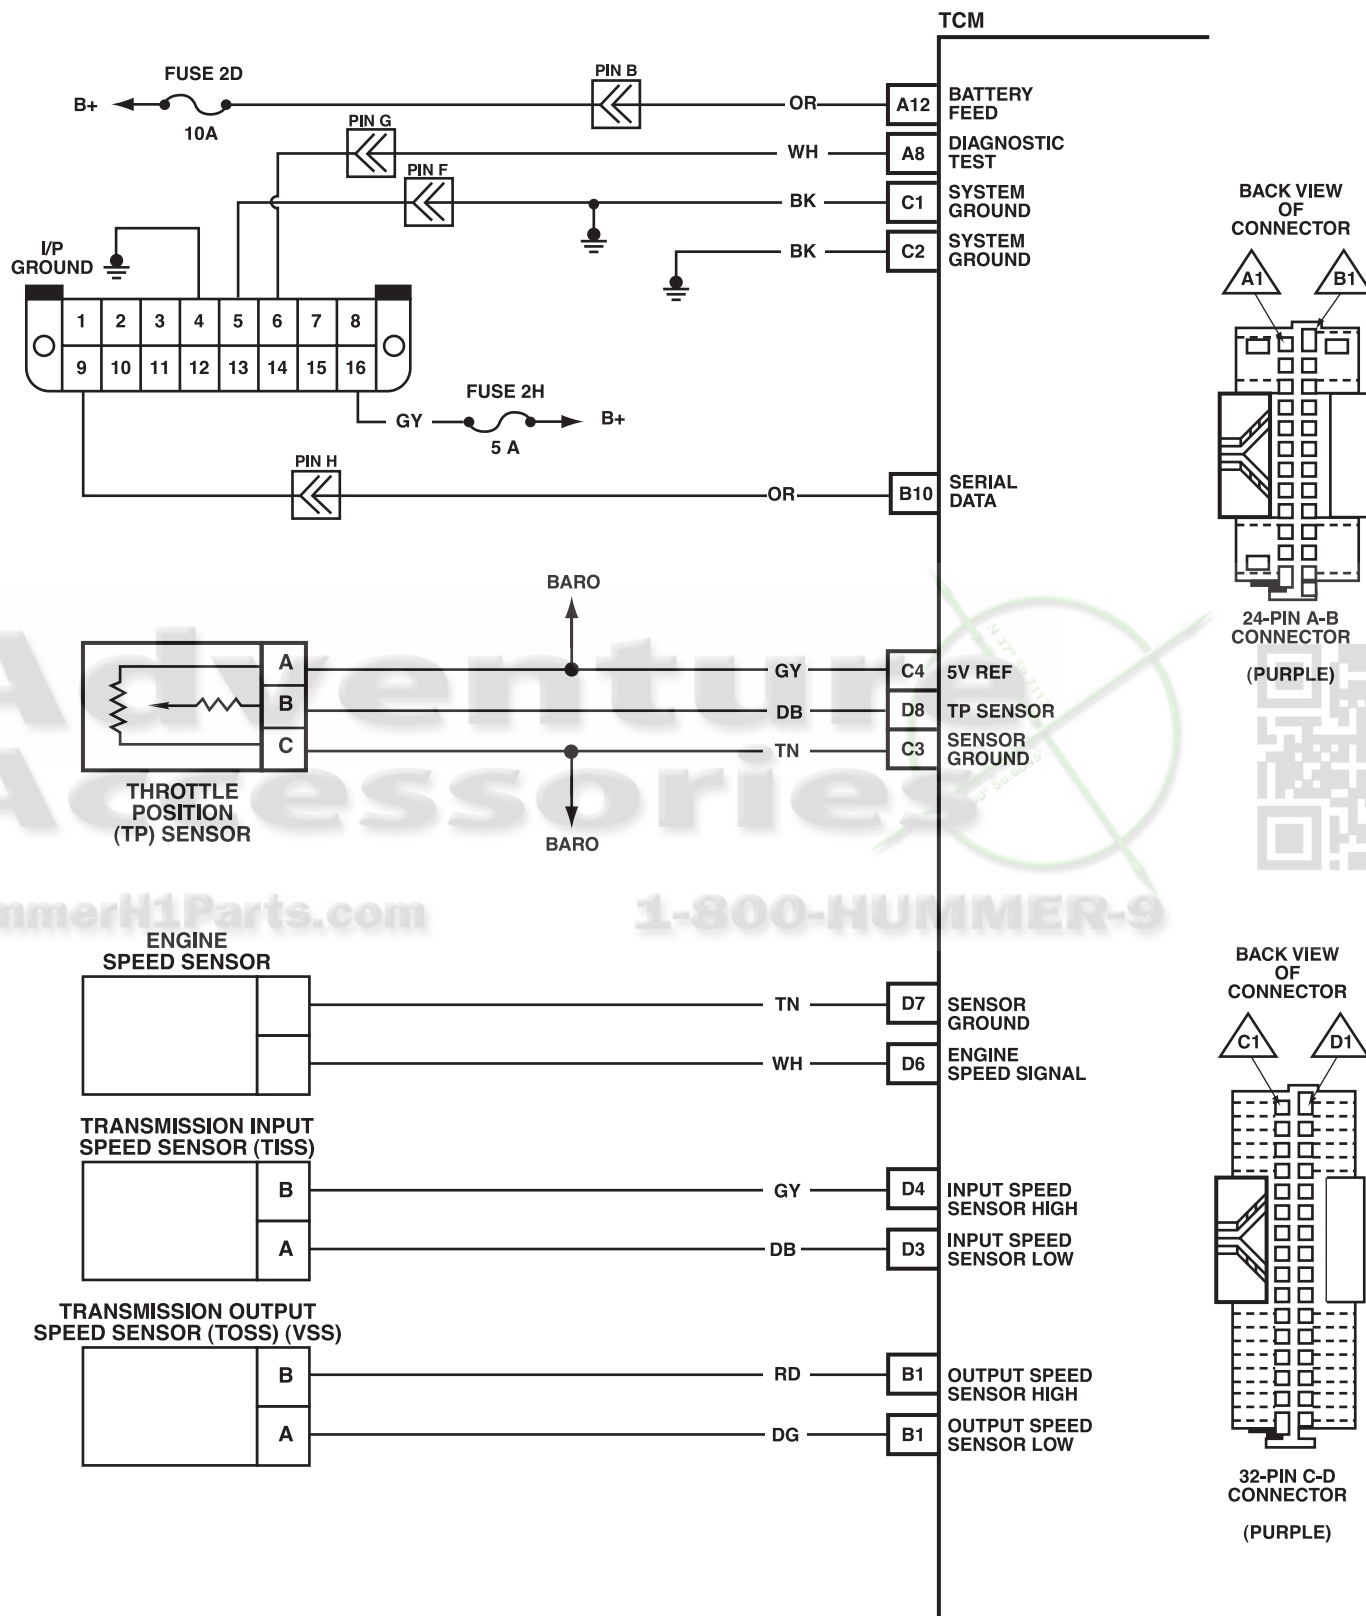 TCM
FUSE 2D
B+
10A
PIN B
OR
A12
BATTERY
FEED
PIN G
WH
A8
DIAGNOSTIC
TEST
PIN F
BK
C1
SYSTEM
GROUND
BK
C2
SYSTEM
GROUND
I/P
GROUND
1 2 3 4 5 6 7 8
9 10 11 12 13 14 15 16
GY
FUSE 2H
5 A
B+
PIN H
OR
B10
SERIAL
DATA
BACK VIEW
OF
CONNECTOR
A1
B1
24-PIN A-B
CONNECTOR
(PURPLE)
BARO
A
B
C
GY
C4
5V REF
DB
D8
TP SENSOR
TN
C3
SENSOR
GROUND
THROTTLE
POSITION
(TP) SENSOR
BARO
Adventure
Accessories
mmerH1Parts.com
1-800-HUMMER-9
ENGINE
SPEED SENSOR
TN
D7
SENSOR
GROUND
WH
D6
ENGINE
SPEED SIGNAL
TRANSMISSION INPUT
SPEED SENSOR (TISS)
B
GY
D4
INPUT SPEED
SENSOR HIGH
A
DB
D3
INPUT SPEED
SENSOR LOW
TRANSMISSION OUTPUT
SPEED SENSOR (TOSS) (VSS)
B
RD
B1
OUTPUT SPEED
SENSOR HIGH
A
DG
B1
OUTPUT SPEED
SENSOR LOW
BACK VIEW
OF
CONNECTOR
C1
D1
32-PIN C-D
CONNECTOR
(PURPLE)